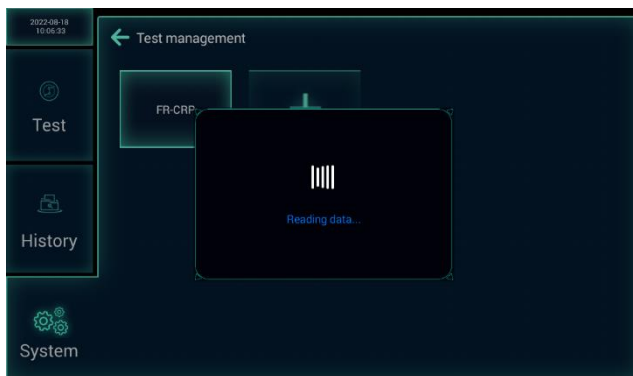 2022-08-18
10:06:33
Test management
Test
FR-CRP
Reading data...
History
System